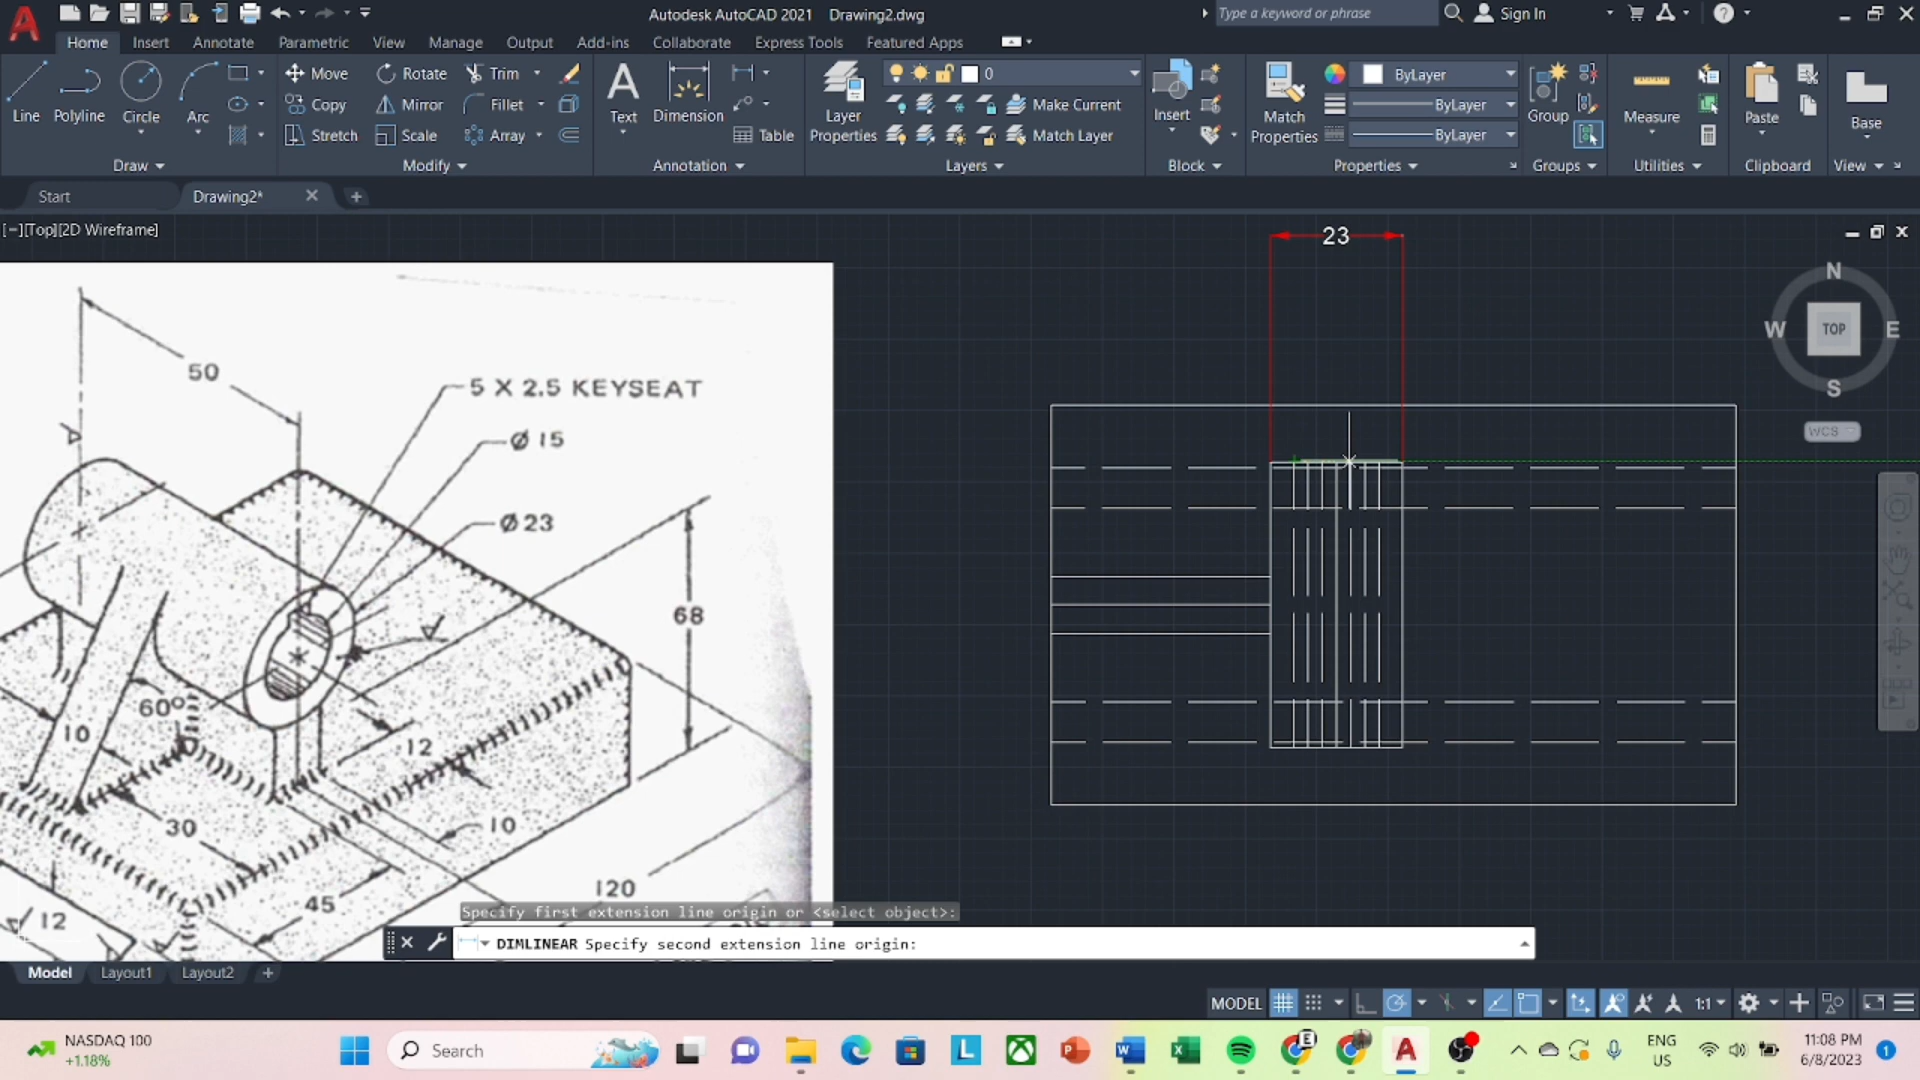 Autodesk AutoCAD 2021 Drawing2.dwg
Type a keyword or phrase
Sign In
Home Insert Annotate Parametric View Manage Output Add-ins Collaborate Express Tools Featured Apps
Line Polyline Circle Arc
Move Rotate Trim
Copy Mirror Fillet
Stretch Scale Array
Text Dimension Table
Layer Properties
0
Make Current
Match Layer
Insert
Match Properties
ByLayer
ByLayer
ByLayer
Group
Measure
Paste
Base
Draw Modify Annotation Layers Block Properties Groups Utilities Clipboard View
Start Drawing2*
[−][Top][2D Wireframe]
23
N
W TOP E
S
WCS
50
5 X 2.5 KEYSEAT
Ø 15
Ø 23
68
60°
10
12
30
10
45
120
12
Specify first extension line origin or <select object>:
DIMLINEAR Specify second extension line origin:
Model Layout1 Layout2
MODEL 1:1
NASDAQ 100
+1.18%
Search
ENG
US
11:08 PM
6/8/2023
1